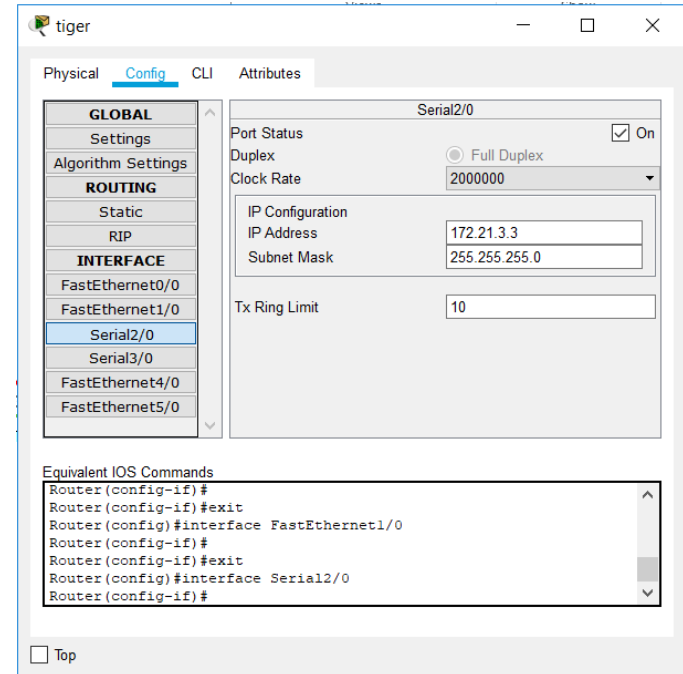 tiger
Physical Config CLI Attributes
GLOBAL
Settings
Algorithm Settings
ROUTING
Static
RIP
INTERFACE
FastEthernet0/0
FastEthernet1/0
Serial2/0
Serial3/0
FastEthernet4/0
FastEthernet5/0
Serial2/0
Port Status On
Duplex Full Duplex
Clock Rate 2000000
IP Configuration
IP Address 172.21.3.3
Subnet Mask 255.255.255.0
Tx Ring Limit 10
Equivalent IOS Commands
Router(config-if)#
Router(config-if)#exit
Router(config)#interface FastEthernet1/0
Router(config-if)#
Router(config-if)#exit
Router(config)#interface Serial2/0
Router(config-if)#
Top